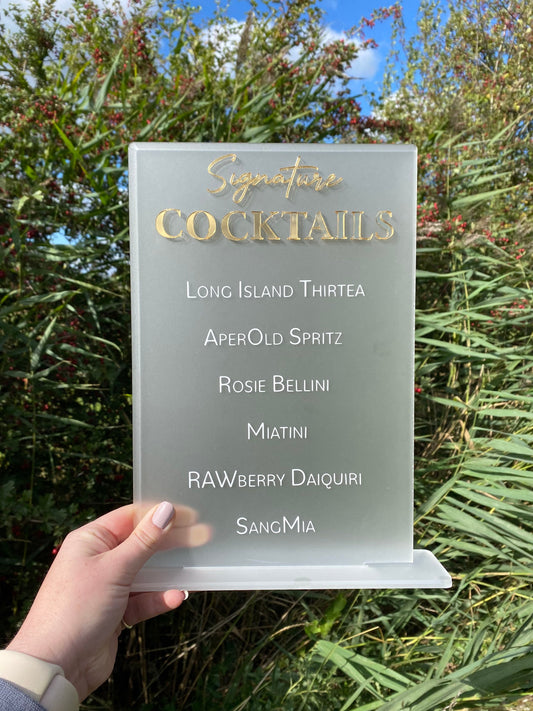 Signature
COCKTAILS
Long Island Thirtea
AperOld Spritz
Rosie Bellini
Miatini
RAWberry Daiquiri
SangMia